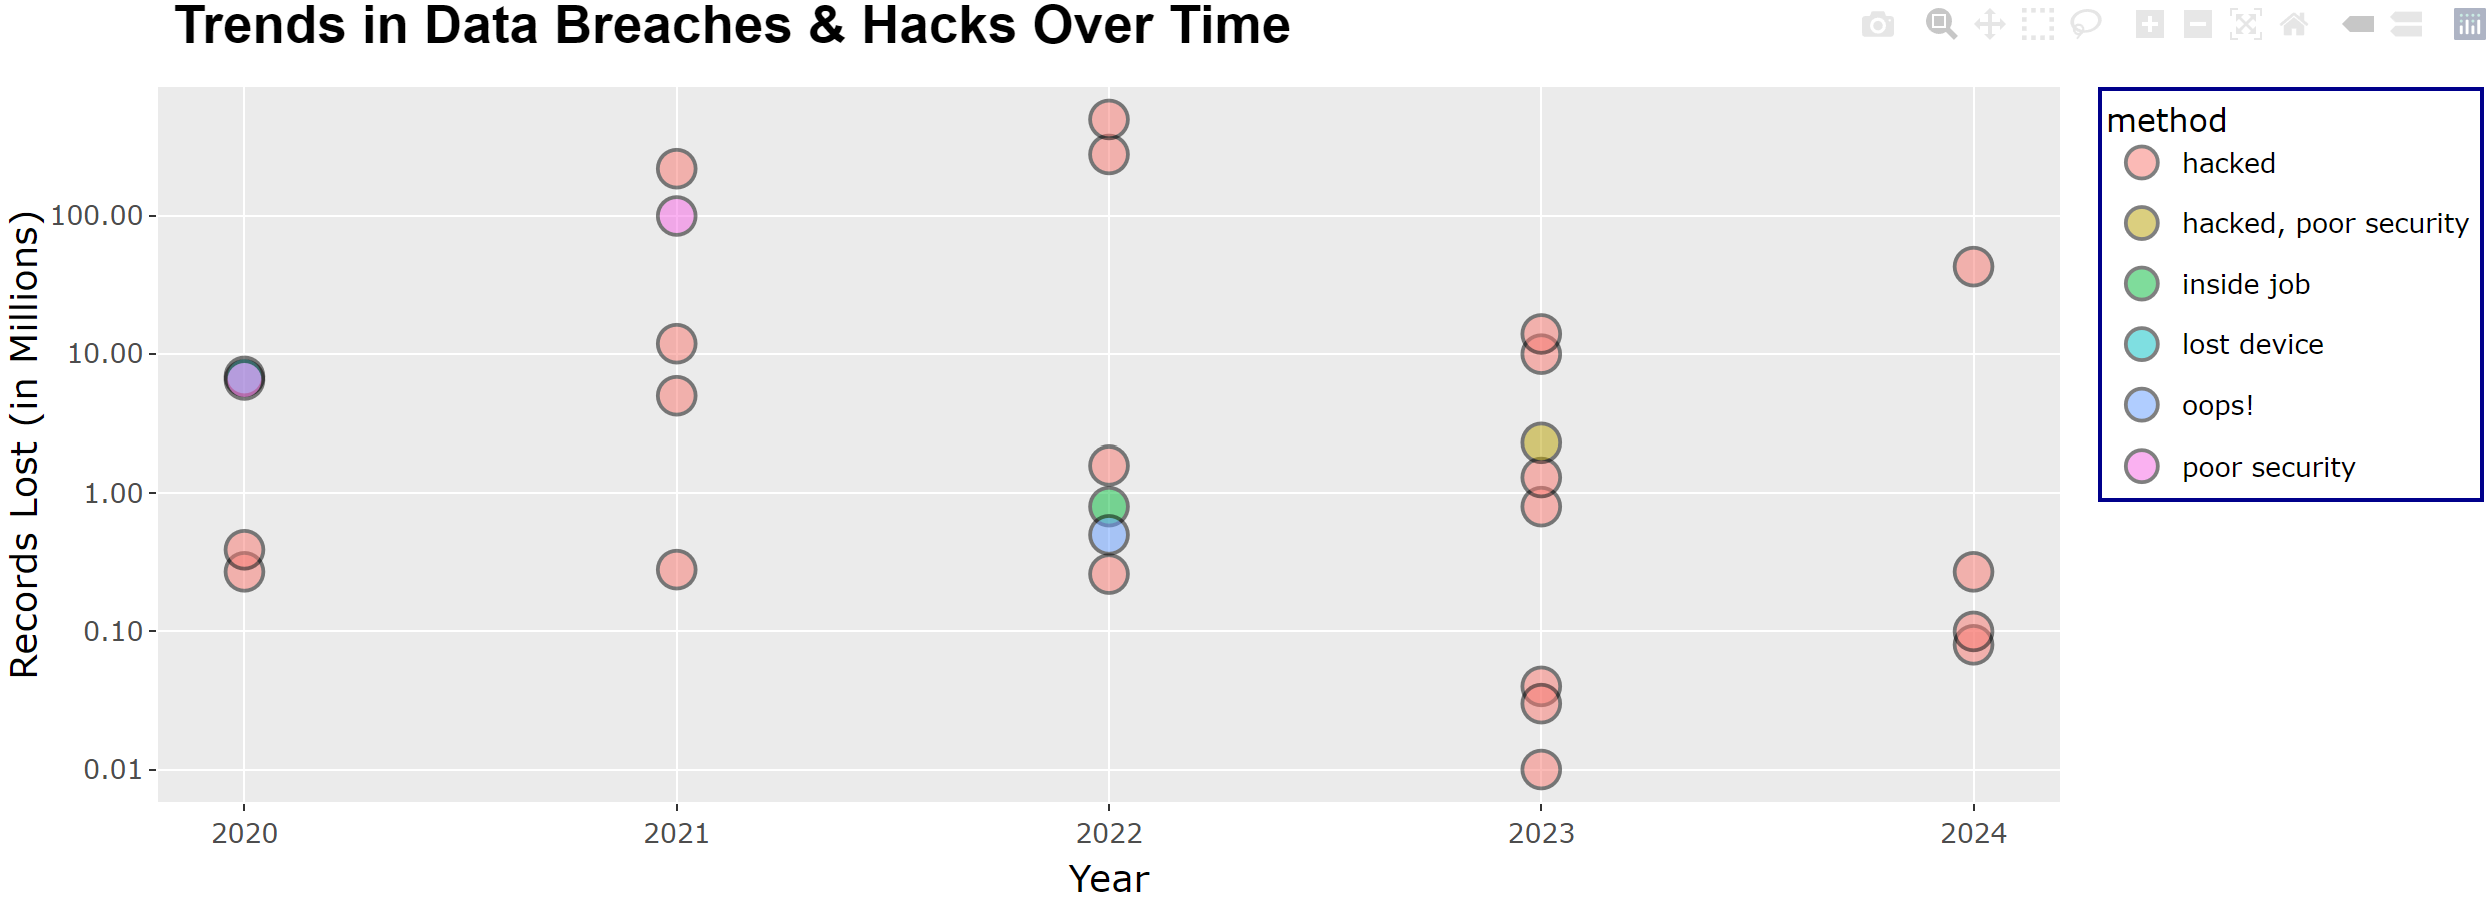 Trends in Data Breaches & Hacks Over Time
Records Lost (in Millions)
100.00
10.00
1.00
0.10
0.01
2020
2021
2022
2023
2024
Year
method
hacked
hacked, poor security
inside job
lost device
oops!
poor security